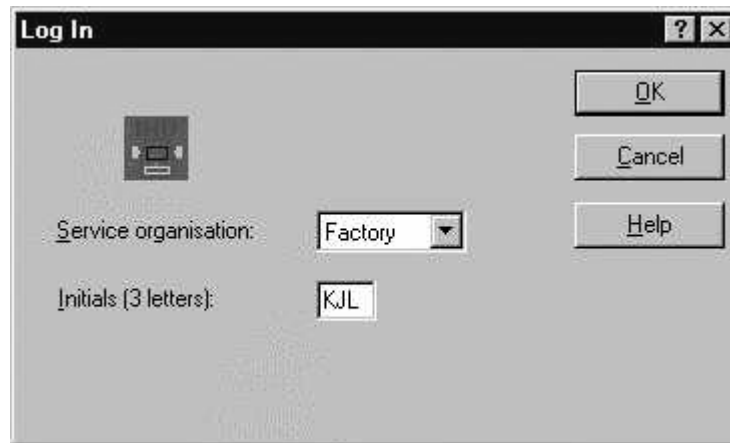 Log In
OK
Cancel
Service organisation: Factory Help
Initials (3 letters): KJL